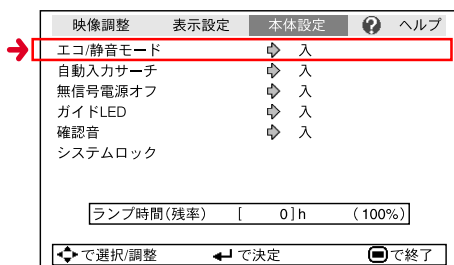 映像調整 表示設定 本体設定 ? ヘルプ
エコ/静音モード 入
自動入力サーチ 入
無信号電源オフ 入
ガイドLED 入
確認音 入
システムロック
ランプ時間(残率) [ 0]h (100%)
で選択/調整 で決定 で終了